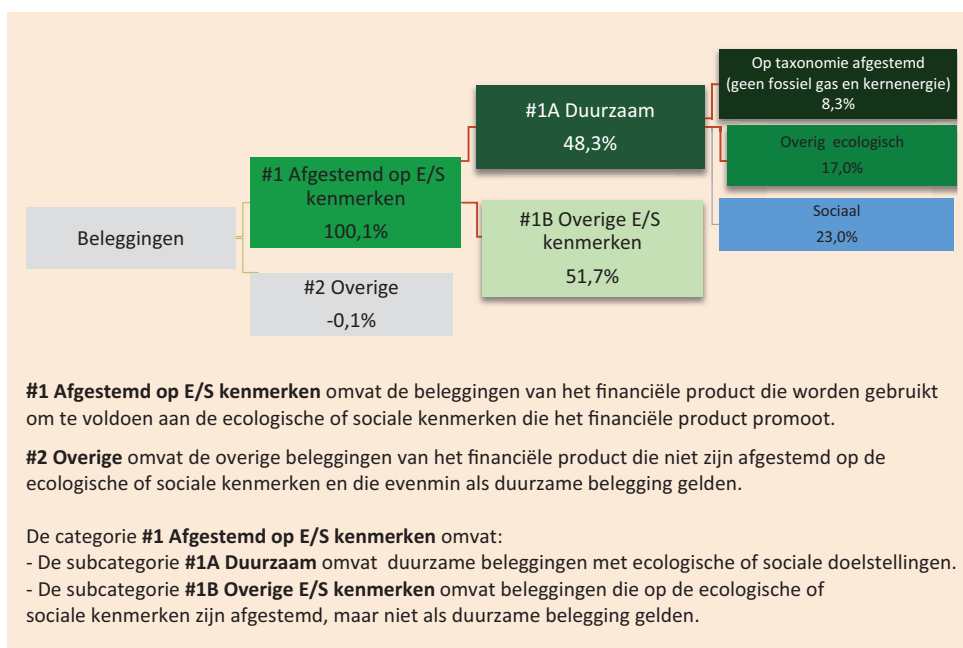 Beleggingen
#1 Afgestemd op E/S
kenmerken
100,1%
#2 Overige
-0,1%
#1A Duurzaam
48,3%
#1B Overige E/S
kenmerken
51,7%
Op taxonomie afgestemd
(geen fossiel gas en kernenergie)
8,3%
Overig ecologisch
17,0%
Sociaal
23,0%
#1 Afgestemd op E/S kenmerken omvat de beleggingen van het financiële product die worden gebruikt
om te voldoen aan de ecologische of sociale kenmerken die het financiële product promoot.
#2 Overige omvat de overige beleggingen van het financiële product die niet zijn afgestemd op de
ecologische of sociale kenmerken en die evenmin als duurzame belegging gelden.
De categorie #1 Afgestemd op E/S kenmerken omvat:
- De subcategorie #1A Duurzaam omvat duurzame beleggingen met ecologische of sociale doelstellingen.
- De subcategorie #1B Overige E/S kenmerken omvat beleggingen die op de ecologische of
sociale kenmerken zijn afgestemd, maar niet als duurzame belegging gelden.